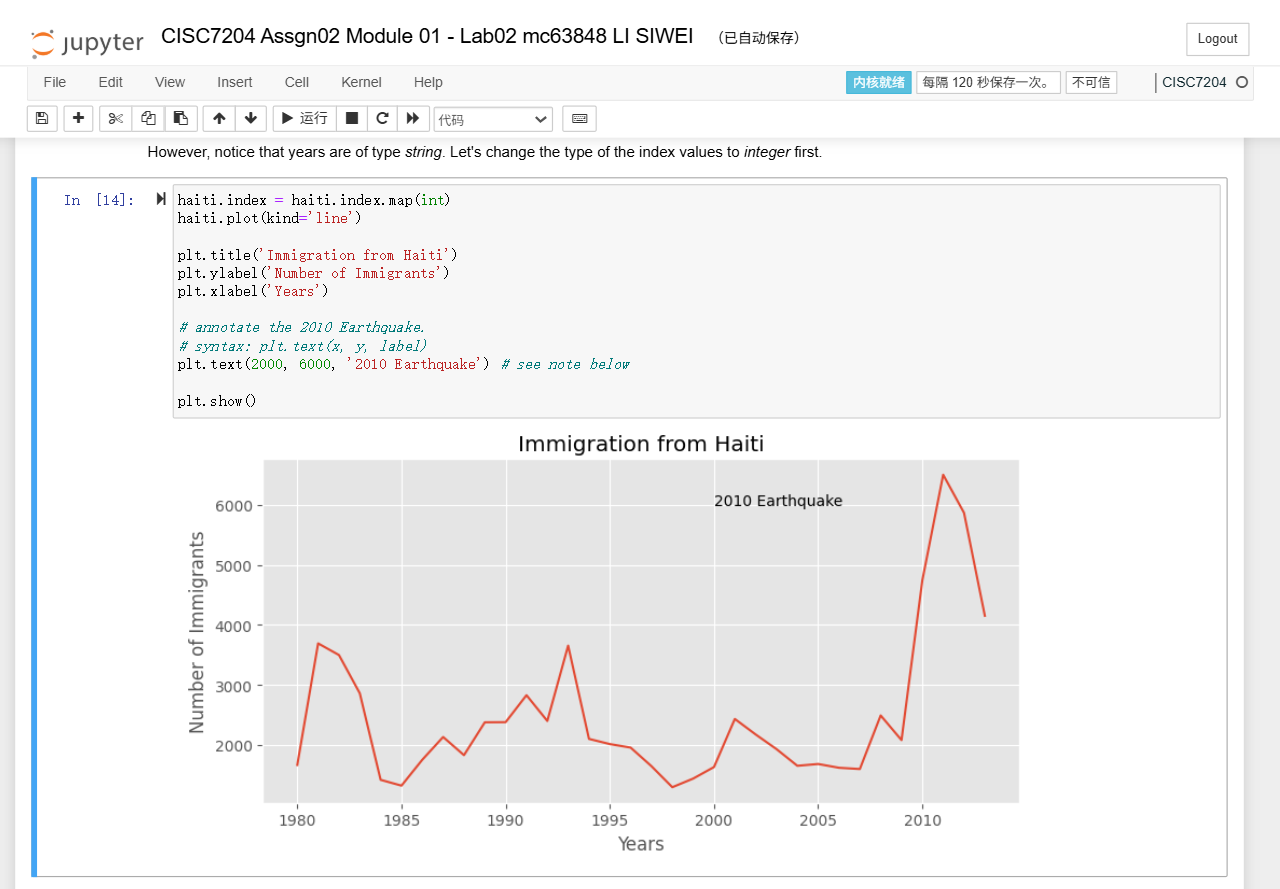 jupyter CISC7204 Assgn02 Module 01 - Lab02 mc63848 LI SIWEI (已自动保存) Logout
File Edit View Insert Cell Kernel Help 内核就绪 每隔 120 秒保存一次。 不可信 CISC7204
运行 代码
However, notice that years are of type string. Let's change the type of the index values to integer first.
In [14]:
haiti.index = haiti.index.map(int)
haiti.plot(kind='line')
plt.title('Immigration from Haiti')
plt.ylabel('Number of Immigrants')
plt.xlabel('Years')
# annotate the 2010 Earthquake.
# syntax: plt.text(x, y, label)
plt.text(2000, 6000, '2010 Earthquake') # see note below
plt.show()
Immigration from Haiti
2010 Earthquake
Number of Immigrants
6000
5000
4000
3000
2000
1980 1985 1990 1995 2000 2005 2010
Years